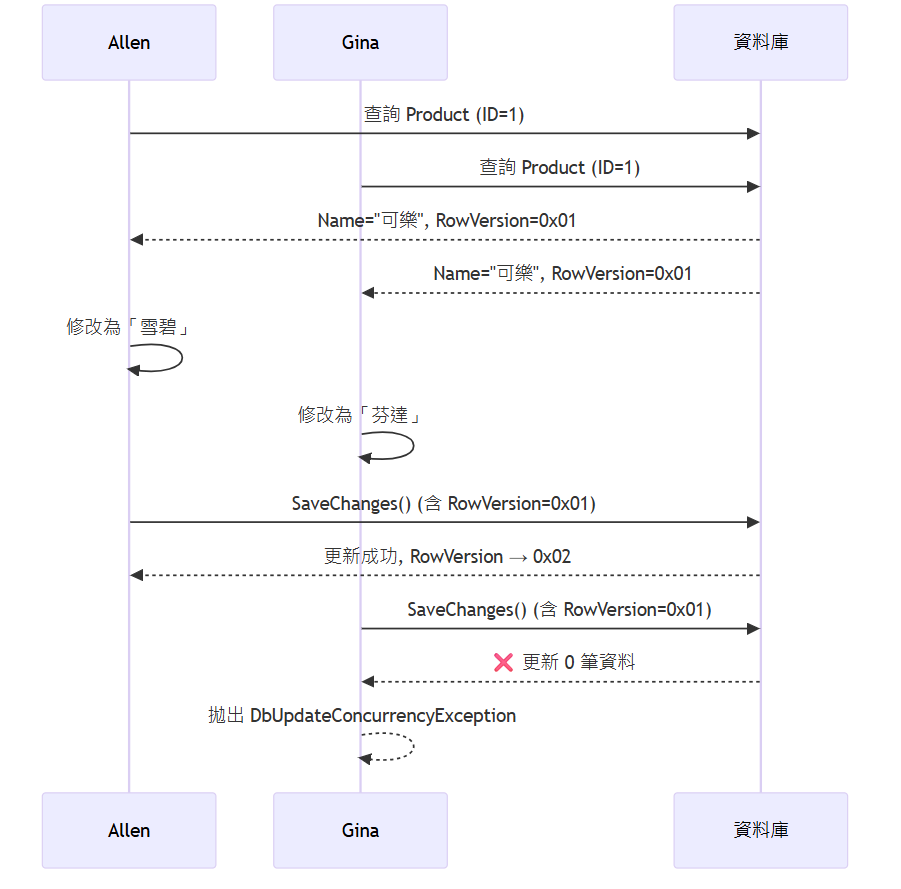 Allen
Gina
資料庫
查詢 Product (ID=1)
查詢 Product (ID=1)
Name="可樂", RowVersion=0x01
Name="可樂", RowVersion=0x01
修改為「雪碧」
修改為「芬達」
SaveChanges() (含 RowVersion=0x01)
更新成功, RowVersion → 0x02
SaveChanges() (含 RowVersion=0x01)
❌ 更新 0 筆資料
拋出 DbUpdateConcurrencyException
Allen
Gina
資料庫